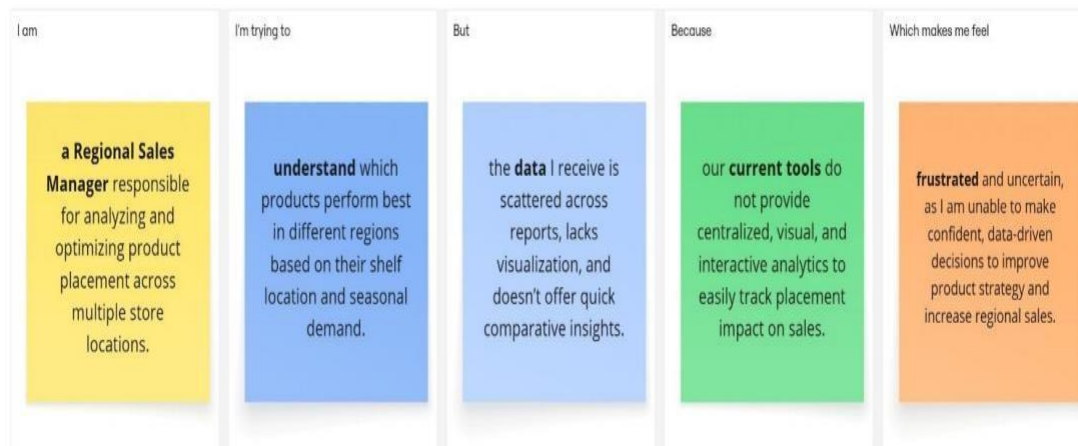 I am
a Regional Sales
Manager responsible
for analyzing and
optimizing product
placement across
multiple store
locations.
I'm trying to
understand which
products perform best
in different regions
based on their shelf
location and seasonal
demand.
But
the data I receive is
scattered across
reports, lacks
visualization, and
doesn't offer quick
comparative insights.
Because
our current tools do
not provide
centralized, visual, and
interactive analytics to
easily track placement
impact on sales.
Which makes me feel
frustrated and uncertain,
as I am unable to make
confident, data-driven
decisions to improve
product strategy and
increase regional sales.